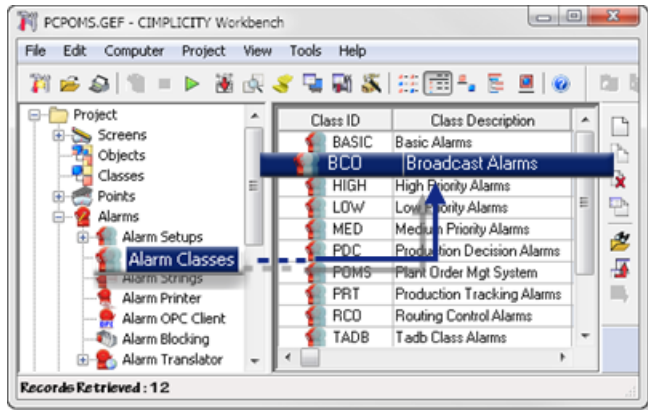 PCPOMS.GEF - CIMPLICITY Workbench
File Edit Computer Project View Tools Help
Project
Screens
Objects
Classes
Points
Alarms
Alarm Setups
Alarm Classes
Alarm Strings
Alarm Printer
Alarm OPC Client
Alarm Blocking
Alarm Translator
Class ID Class Description
BASIC Basic Alarms
BCO Broadcast Alarms
HIGH High Priority Alarms
LOW Low Priority Alarms
MED Medium Priority Alarms
PDC Production Decision Alarms
POMS Plant Order Mgt System
PRT Production Tracking Alarms
RCO Routing Control Alarms
TADB Tadb Class Alarms
Records Retrieved : 12